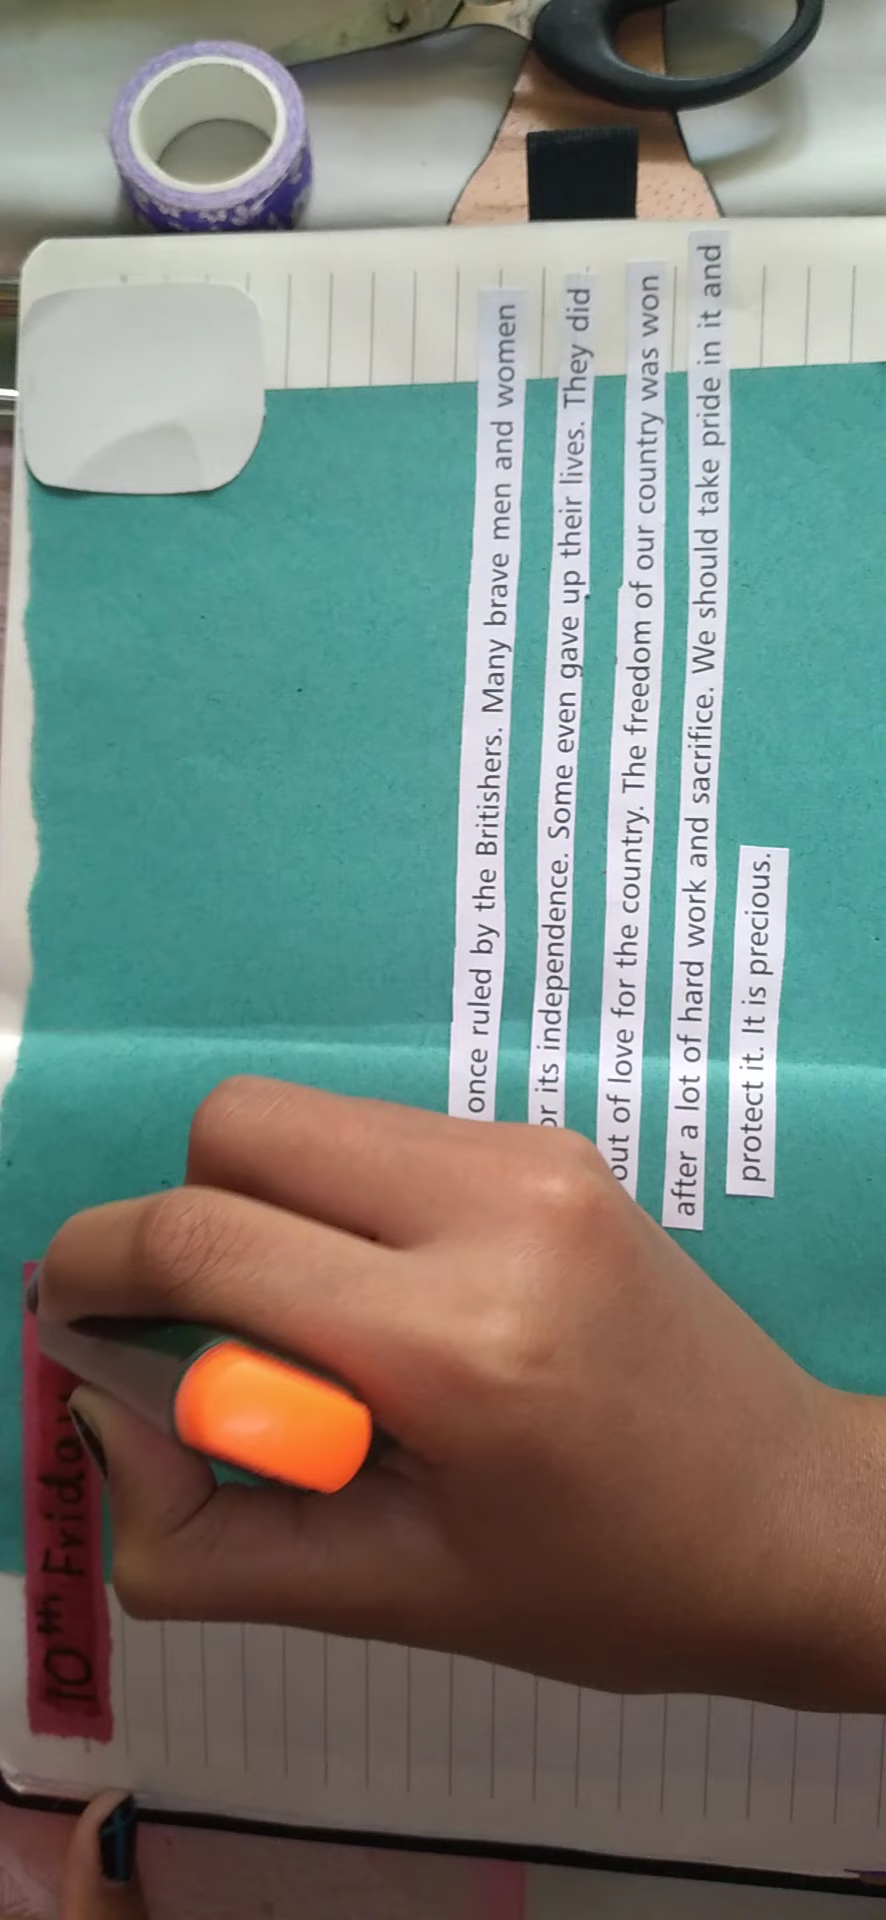 10th Friday
once ruled by the Britishers. Many brave men and women
or its independence. Some even gave up their lives. They did
out of love for the country. The freedom of our country was won
after a lot of hard work and sacrifice. We should take pride in it and
protect it. It is precious.